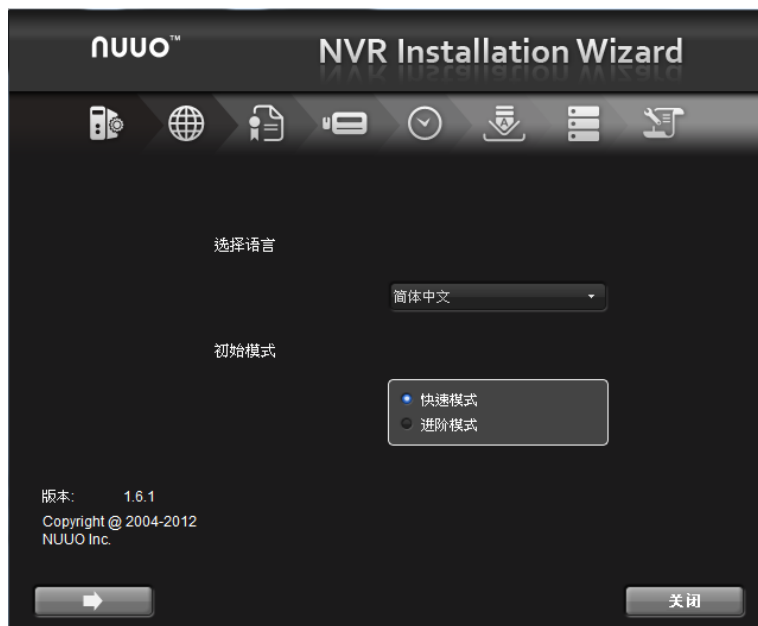 nuuo™
NVR Installation Wizard
选择语言
简体中文
初始模式
快速模式
进阶模式
版本: 1.6.1
Copyright @ 2004-2012
NUUO Inc.
关闭